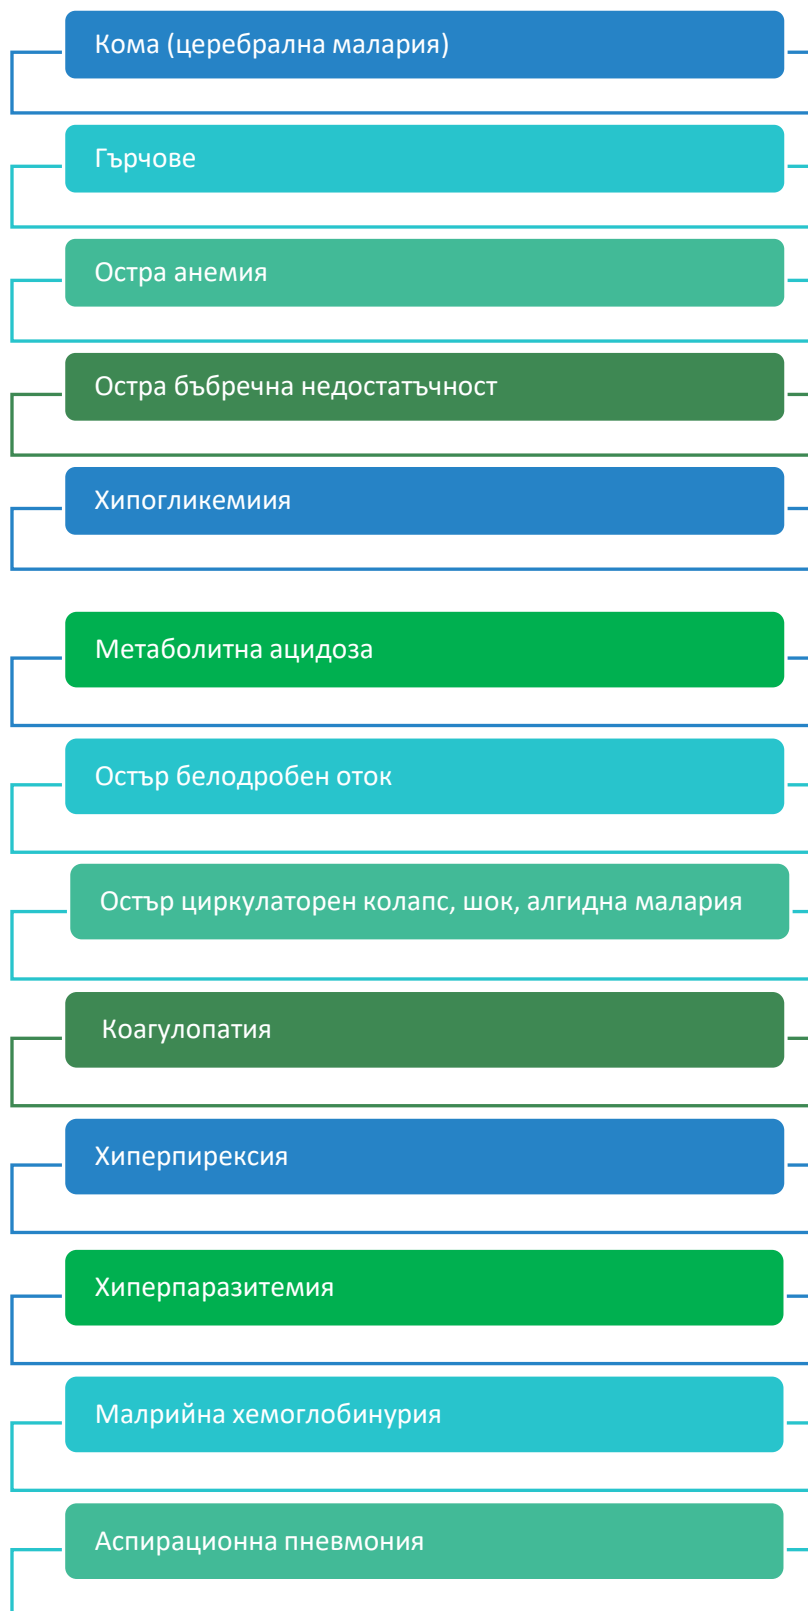 Кома (церебрална малария)
Гърчове
Остра анемия
Остра бъбречна недостатъчност
Хипогликемиия
Метаболитна ацидоза
Остър белодробен оток
Остър циркулаторен колапс, шок, алгидна малария
Коагулопатия
Хиперпирексия
Хиперпаразитемия
Малрийна хемоглобинурия
Аспирационна пневмония